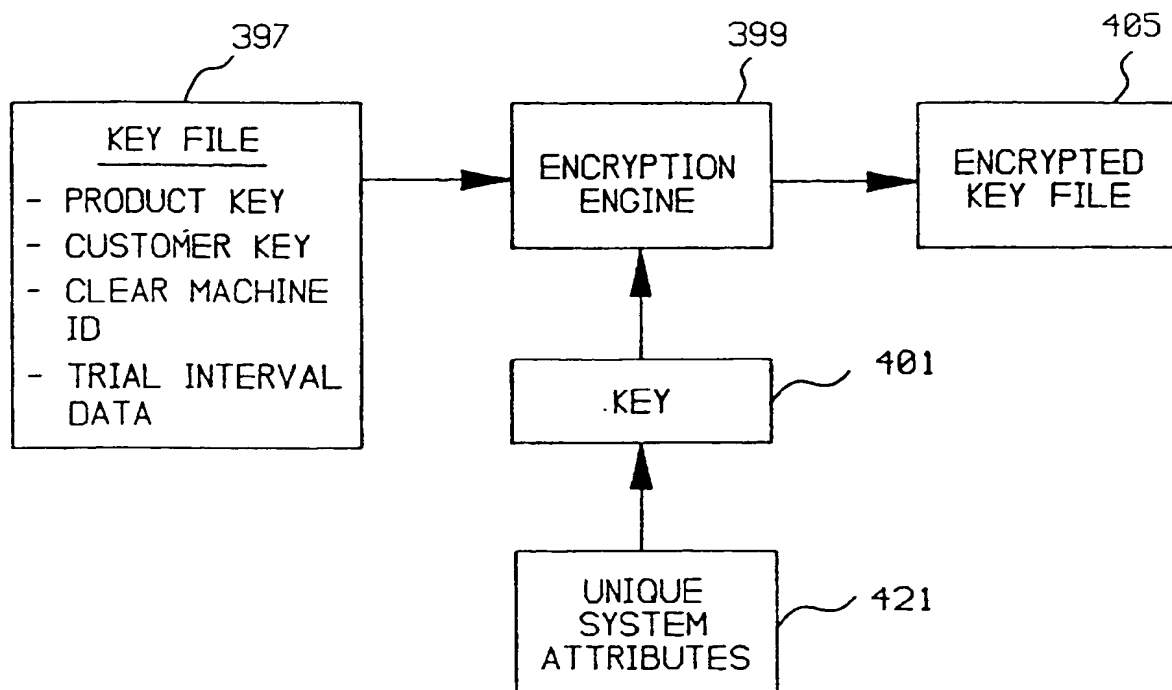 397
399
405
KEY FILE
- PRODUCT KEY
- CUSTOMER KEY
- CLEAR MACHINE
ID
- TRIAL INTERVAL
DATA
ENCRYPTION
ENGINE
ENCRYPTED
KEY FILE
.KEY
401
UNIQUE
SYSTEM
ATTRIBUTES
421